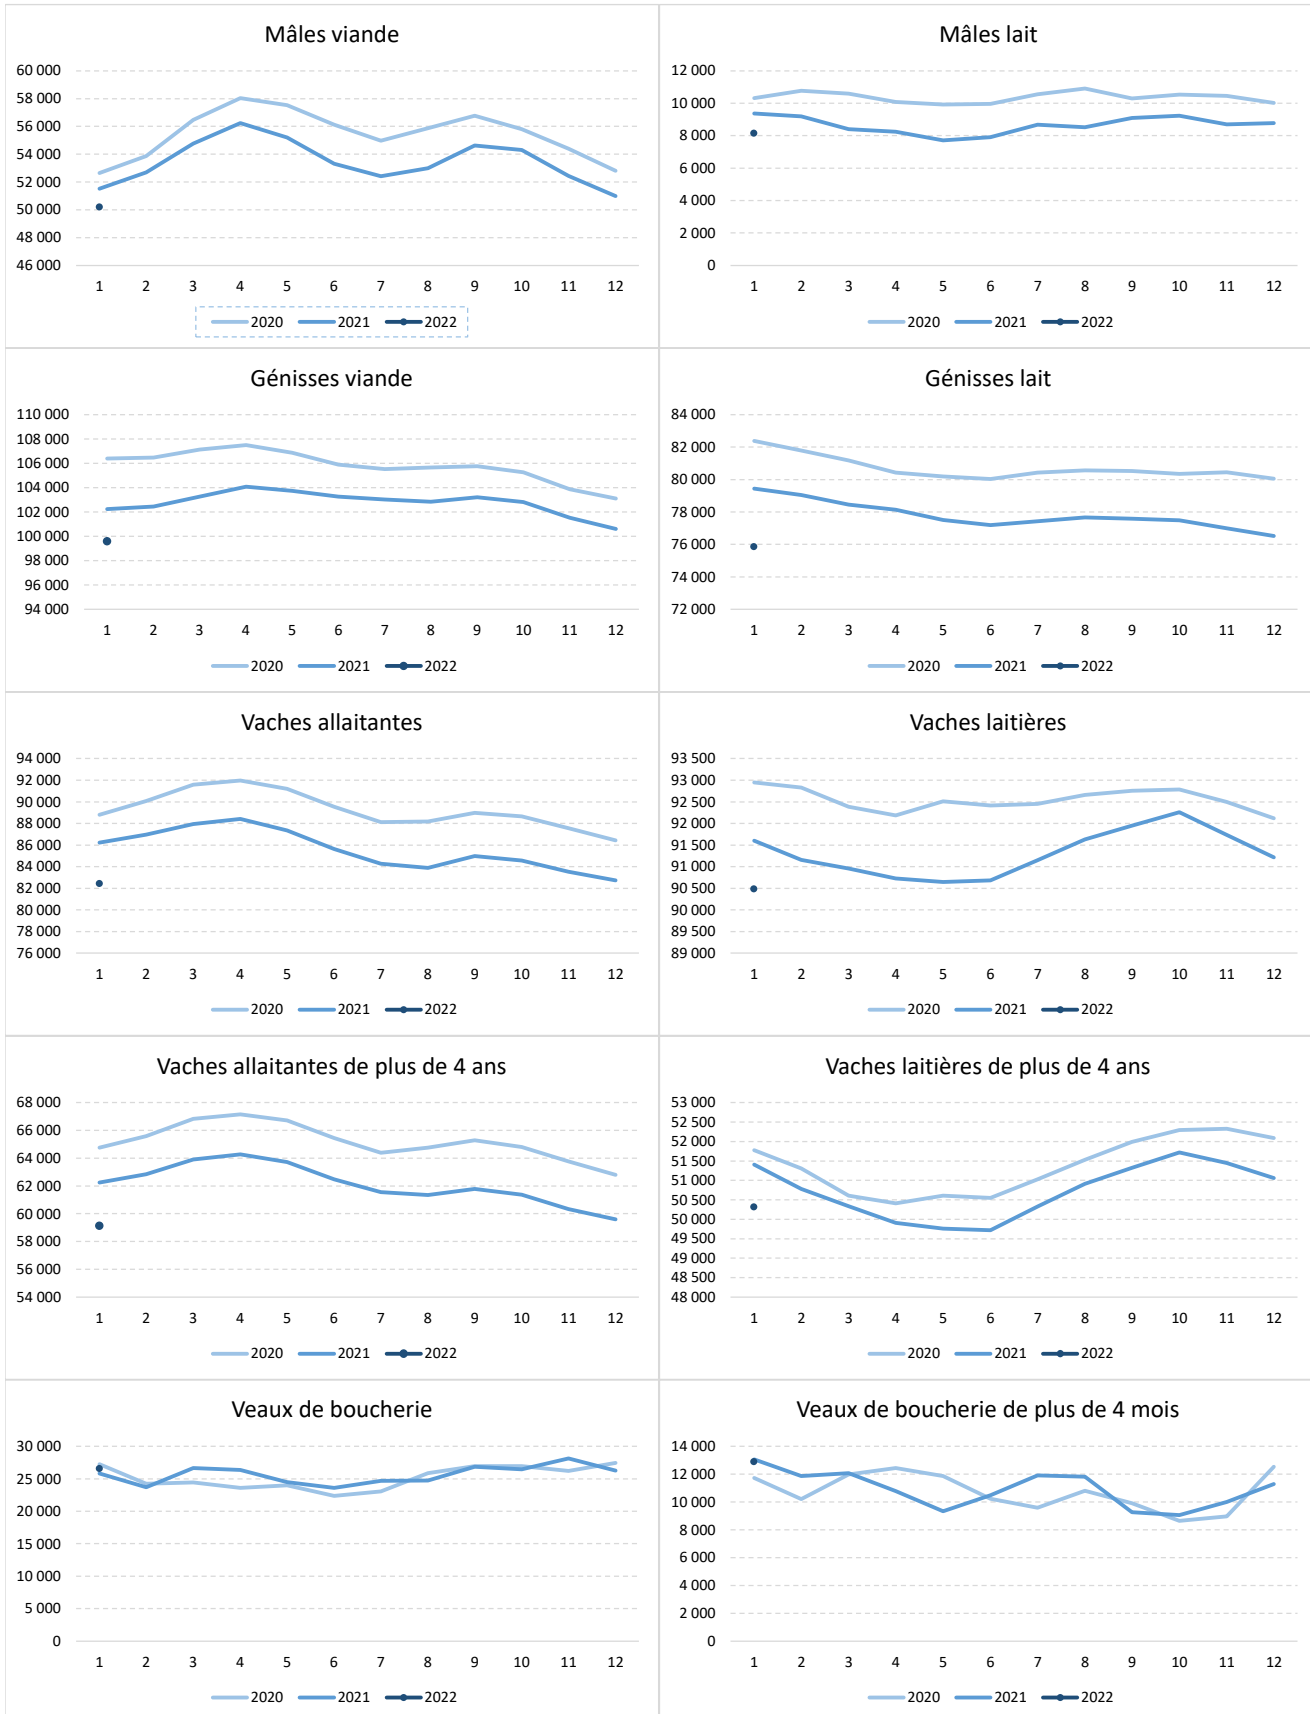 Mâles viande
60 000
58 000
56 000
54 000
52 000
50 000
48 000
46 000
1 2 3 4 5 6 7 8 9 10 11 12
2020 2021 2022
Mâles lait
12 000
10 000
8 000
6 000
4 000
2 000
0
1 2 3 4 5 6 7 8 9 10 11 12
2020 2021 2022
Génisses viande
110 000
108 000
106 000
104 000
102 000
100 000
98 000
96 000
94 000
1 2 3 4 5 6 7 8 9 10 11 12
2020 2021 2022
Génisses lait
84 000
82 000
80 000
78 000
76 000
74 000
72 000
1 2 3 4 5 6 7 8 9 10 11 12
2020 2021 2022
Vaches allaitantes
94 000
92 000
90 000
88 000
86 000
84 000
82 000
80 000
78 000
76 000
1 2 3 4 5 6 7 8 9 10 11 12
2020 2021 2022
Vaches laitières
93 500
93 000
92 500
92 000
91 500
91 000
90 500
90 000
89 500
89 000
1 2 3 4 5 6 7 8 9 10 11 12
2020 2021 2022
Vaches allaitantes de plus de 4 ans
68 000
66 000
64 000
62 000
60 000
58 000
56 000
54 000
1 2 3 4 5 6 7 8 9 10 11 12
2020 2021 2022
Vaches laitières de plus de 4 ans
53 000
52 500
52 000
51 500
51 000
50 500
50 000
49 500
49 000
48 500
48 000
1 2 3 4 5 6 7 8 9 10 11 12
2020 2021 2022
Veaux de boucherie
30 000
25 000
20 000
15 000
10 000
5 000
0
1 2 3 4 5 6 7 8 9 10 11 12
2020 2021 2022
Veaux de boucherie de plus de 4 mois
14 000
12 000
10 000
8 000
6 000
4 000
2 000
0
1 2 3 4 5 6 7 8 9 10 11 12
2020 2021 2022